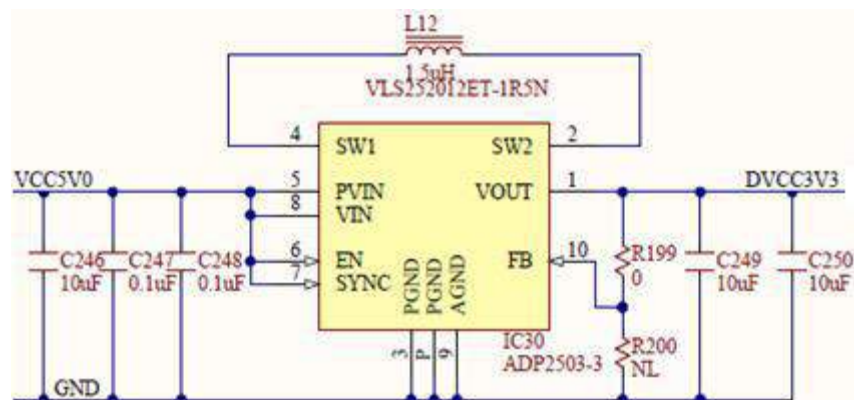 L12
1.5uH
VLS252012ET-1R5N
4 SW1 SW2 2
VCC5V0 5 PVIN VOUT 1 DVCC3V3
8 VIN
6 EN FB 10
7 SYNC
PGND PGND AGND
3 P 9
C246 10uF
C247 0.1uF
C248 0.1uF
R199 0
C249 10uF
C250 10uF
IC30
ADP2503-3
R200 NL
GND